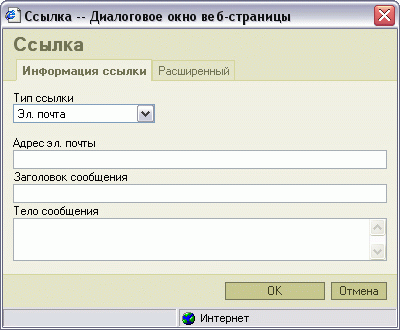 Ссылка -- Диалоговое окно веб-страницы
Ссылка
Информация ссылки Расширенный
Тип ссылки
Эл. почта
Адрес эл. почты
Заголовок сообщения
Тело сообщения
OK Отмена
Интернет